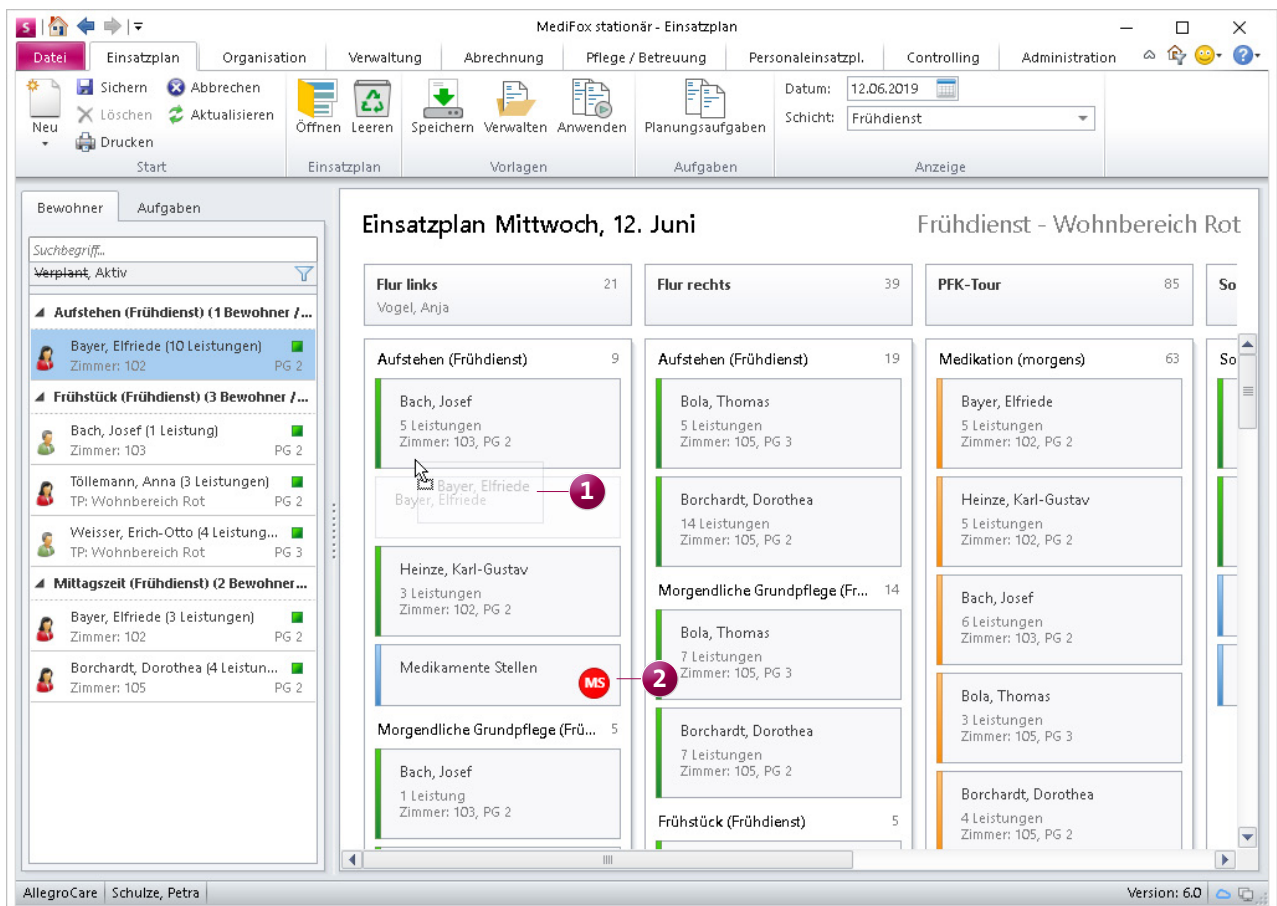 S
MediFox stationär - Einsatzplan
Datei Einsatzplan Organisation Verwaltung Abrechnung Pflege / Betreuung Personaleinsatzpl. Controlling Administration
Neu
Sichern
Löschen
Drucken
Abbrechen
Aktualisieren
Start
Öffnen
Leeren
Einsatzplan
Speichern
Verwalten
Anwenden
Vorlagen
Planungsaufgaben
Aufgaben
Datum: 12.06.2019
Schicht: Frühdienst
Anzeige
Bewohner Aufgaben
Suchbegriff...
Verplant, Aktiv
Aufstehen (Frühdienst) (1 Bewohner /...
Bayer, Elfriede (10 Leistungen)
Zimmer: 102 PG 2
Frühstück (Frühdienst) (3 Bewohner /...
Bach, Josef (1 Leistung)
Zimmer: 103 PG 2
Töllemann, Anna (3 Leistungen)
TP: Wohnbereich Rot PG 2
Weisser, Erich-Otto (4 Leistung...
TP: Wohnbereich Rot PG 3
Mittagszeit (Frühdienst) (2 Bewohner...
Bayer, Elfriede (3 Leistungen)
Zimmer: 102 PG 2
Borchardt, Dorothea (4 Leistun...
Zimmer: 105 PG 2
Einsatzplan Mittwoch, 12. Juni
Frühdienst - Wohnbereich Rot
Flur links 21
Vogel, Anja
Aufstehen (Frühdienst) 9
Bach, Josef
5 Leistungen
Zimmer: 103, PG 2
Bayer, Elfriede
Bayer, Elfriede
1
Heinze, Karl-Gustav
3 Leistungen
Zimmer: 102, PG 2
Medikamente Stellen
MS
2
Morgendliche Grundpflege (Frü... 5
Bach, Josef
1 Leistung
Zimmer: 103, PG 2
Flur rechts 39
Aufstehen (Frühdienst) 19
Bola, Thomas
5 Leistungen
Zimmer: 105, PG 3
Borchardt, Dorothea
14 Leistungen
Zimmer: 105, PG 2
Morgendliche Grundpflege (Fr... 14
Bola, Thomas
7 Leistungen
Zimmer: 105, PG 3
Borchardt, Dorothea
7 Leistungen
Zimmer: 105, PG 2
Frühstück (Frühdienst) 5
PFK-Tour 85
Medikation (morgens) 63
Bayer, Elfriede
5 Leistungen
Zimmer: 102, PG 2
Heinze, Karl-Gustav
5 Leistungen
Zimmer: 102, PG 2
Bach, Josef
6 Leistungen
Zimmer: 103, PG 2
Bola, Thomas
3 Leistungen
Zimmer: 105, PG 3
Borchardt, Dorothea
4 Leistungen
Zimmer: 105, PG 2
So
So
AllegroCare Schulze, Petra
Version: 6.0